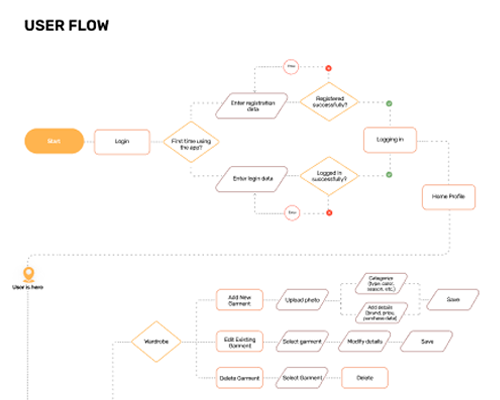 USER FLOW
Error
Enter registration
data
Registered
successfully?
Start
Login
First time using
the app?
Logging in
Enter login data
Logged in
successfully?
Home Profile
Error
User is here
Add New
Garment
Upload photo
Categorize
(type, color,
season, etc.)
Add details
(brand, price,
purchase date)
Save
Wardrobe
Edit Existing
Garment
Select garment
Modify details
Save
Delete Garment
Select Garment
Delete